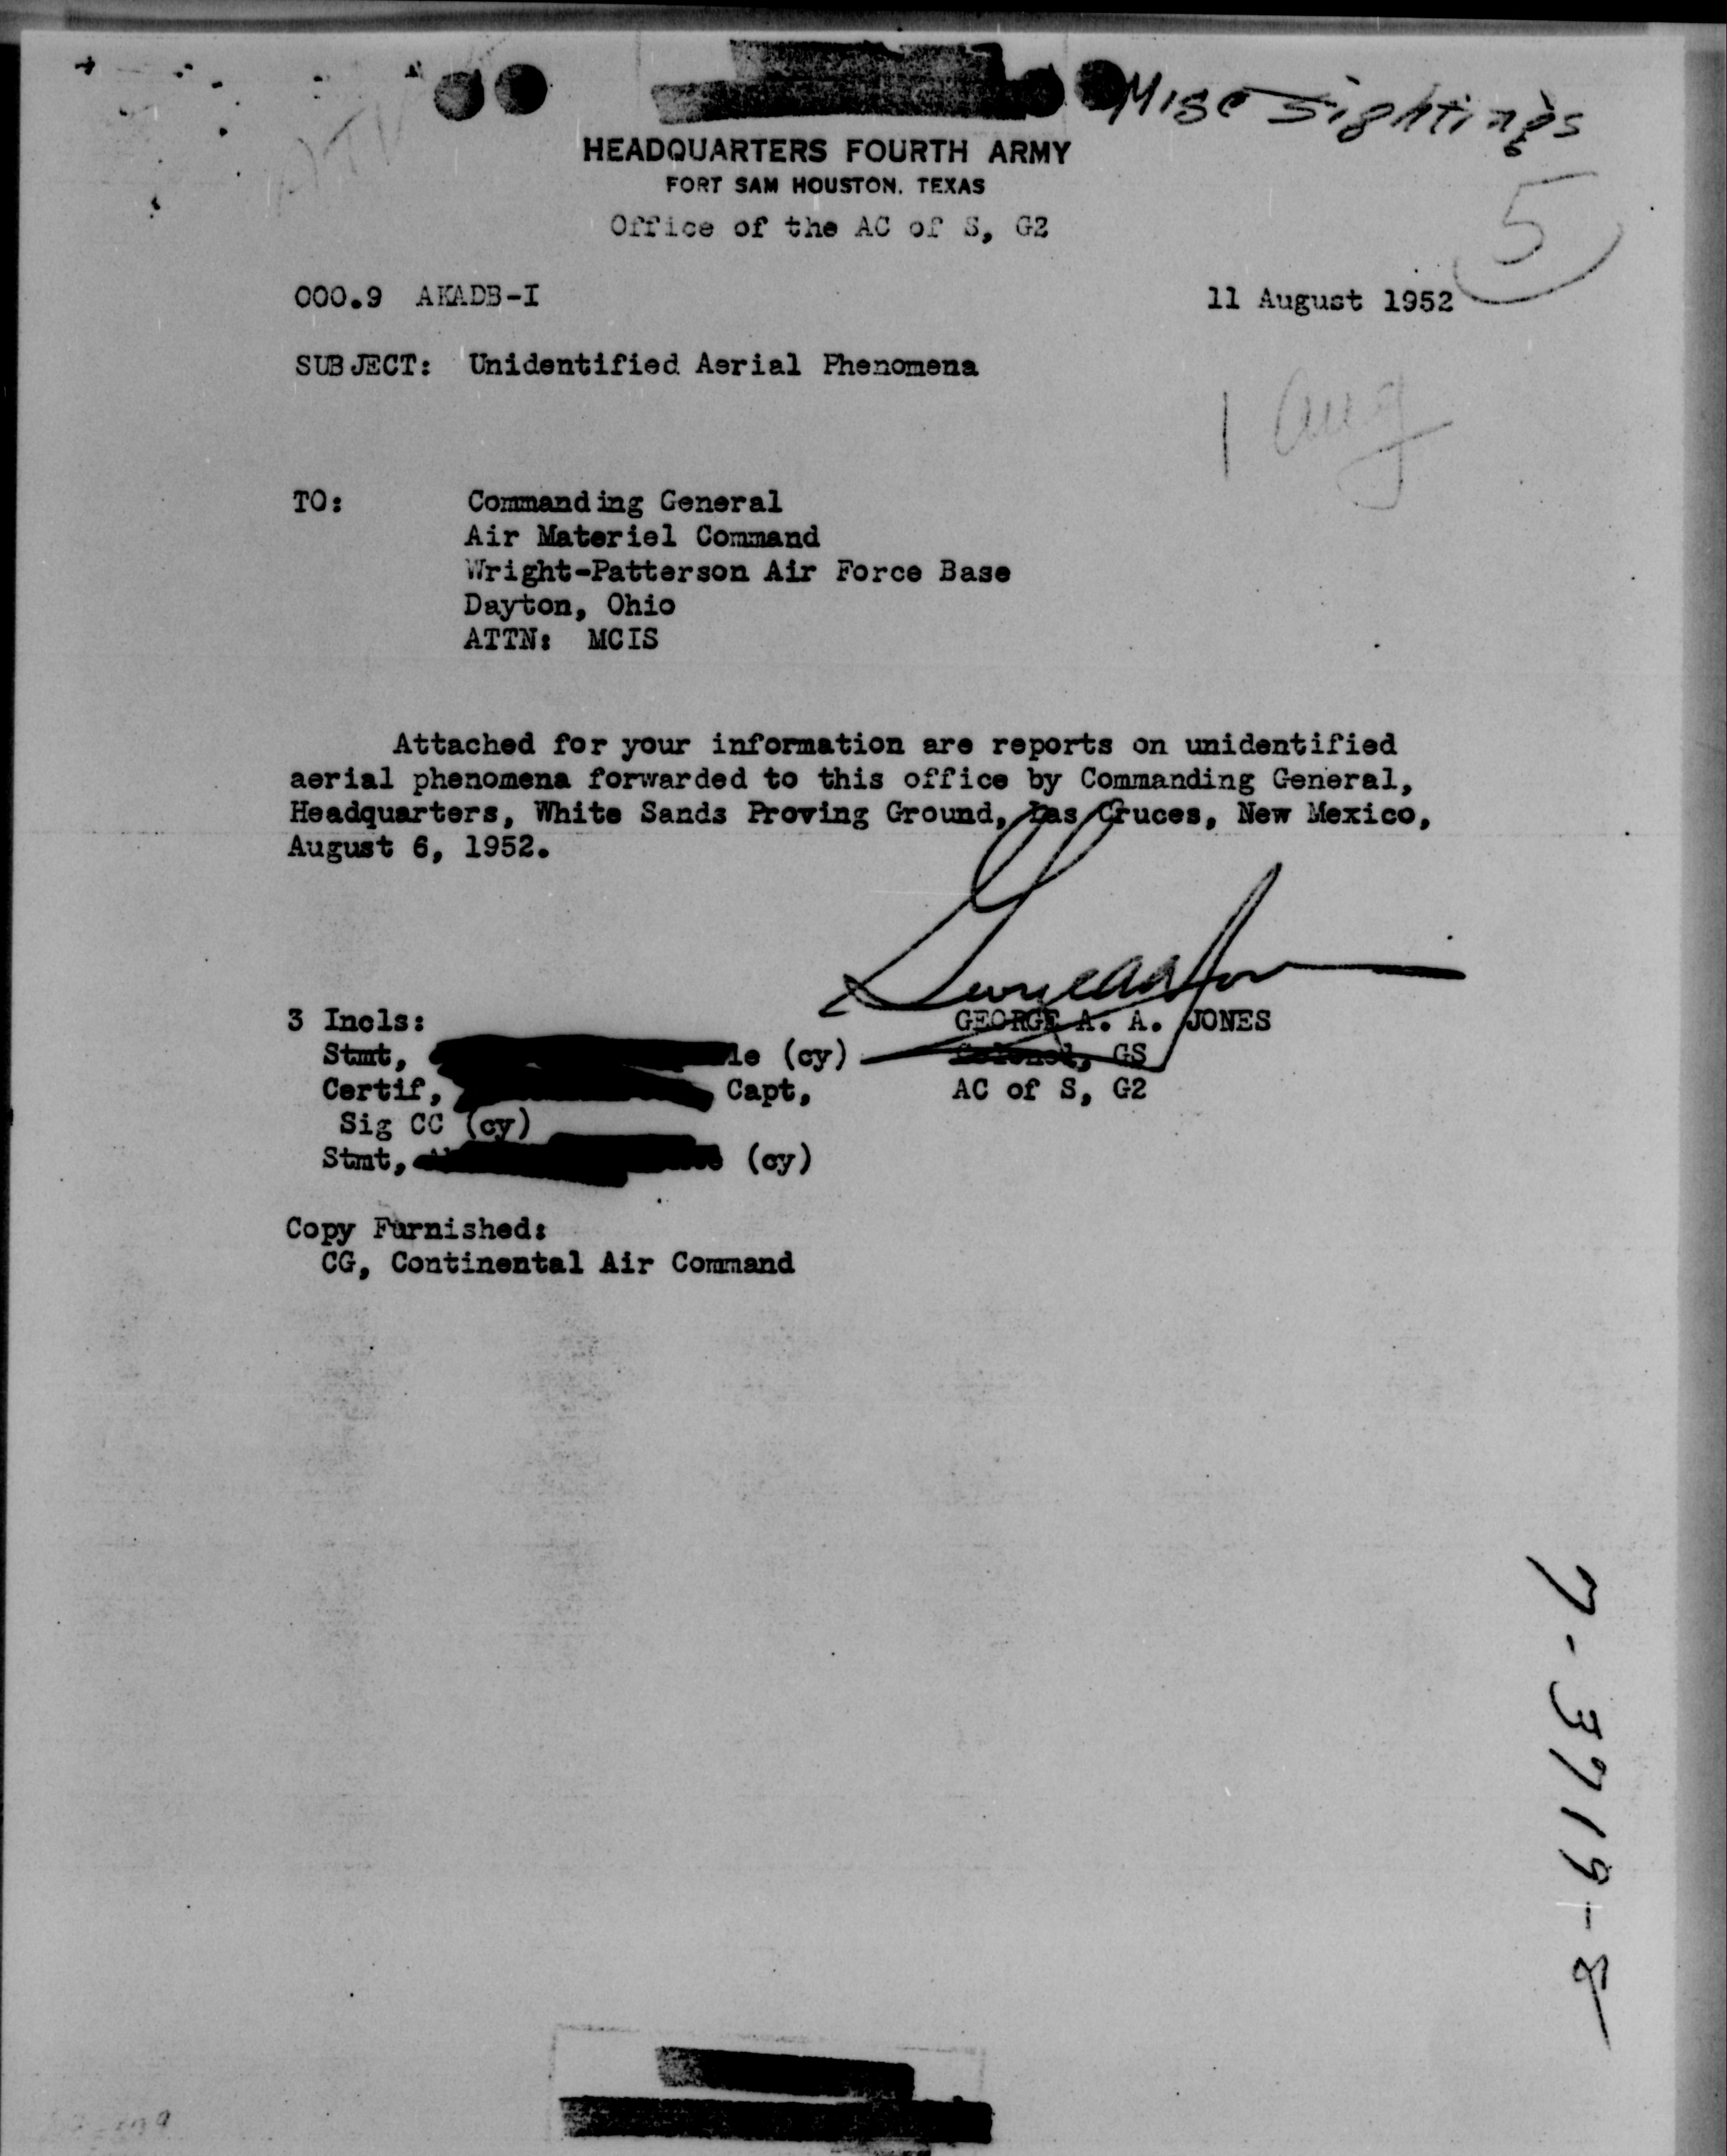 Misc Sightings
HEADQUARTERS FOURTH ARMY
FORT SAM HOUSTON, TEXAS
Office of the AC of S, G2
5
000.9 AKADB-I
11 August 1952
SUBJECT: Unidentified Aerial Phenomena
1 Aug
TO: Commanding General
Air Materiel Command
Wright-Patterson Air Force Base
Dayton, Ohio
ATTN: MCIS
Attached for your information are reports on unidentified
aerial phenomena forwarded to this office by Commanding General,
Headquarters, White Sands Proving Ground, Las Cruces, New Mexico,
August 6, 1952.
3 Incls:
GEORGE A. A. JONES
Stmt, (cy)
Colonel, GS
Certif, Capt,
AC of S, G2
Sig CC (cy)
Stmt, (cy)
Copy Furnished:
CG, Continental Air Command
7-3719-8